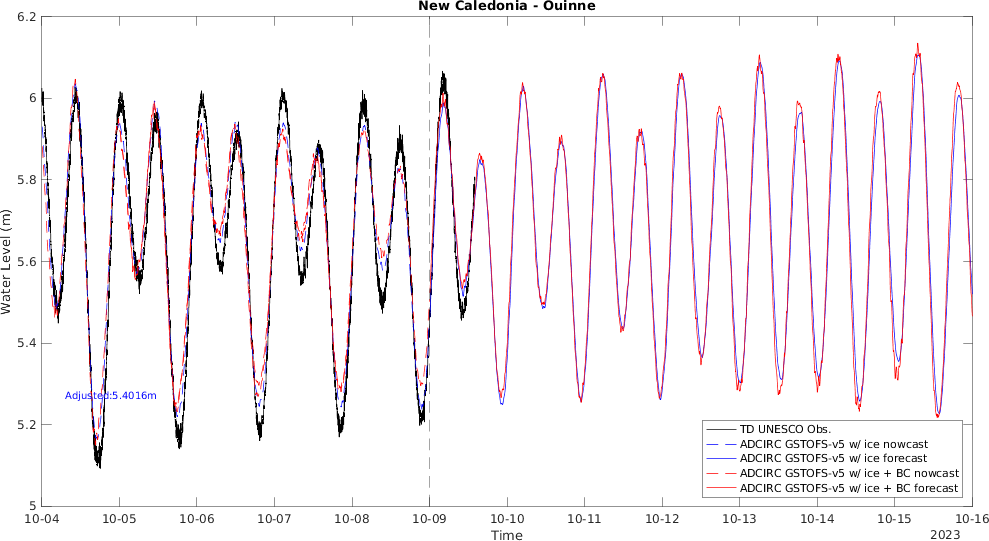 New Caledonia - Ouinne
6.2
6
5.8
5.6
5.4
5.2
5
Water Level (m)
Adjusted:5.4016m
TD UNESCO Obs.
ADCIRC GSTOFS-v5 w/ ice nowcast
ADCIRC GSTOFS-v5 w/ ice forecast
ADCIRC GSTOFS-v5 w/ ice + BC nowcast
ADCIRC GSTOFS-v5 w/ ice + BC forecast
10-04 10-05 10-06 10-07 10-08 10-09 10-10 10-11 10-12 10-13 10-14 10-15 10-16
Time
2023